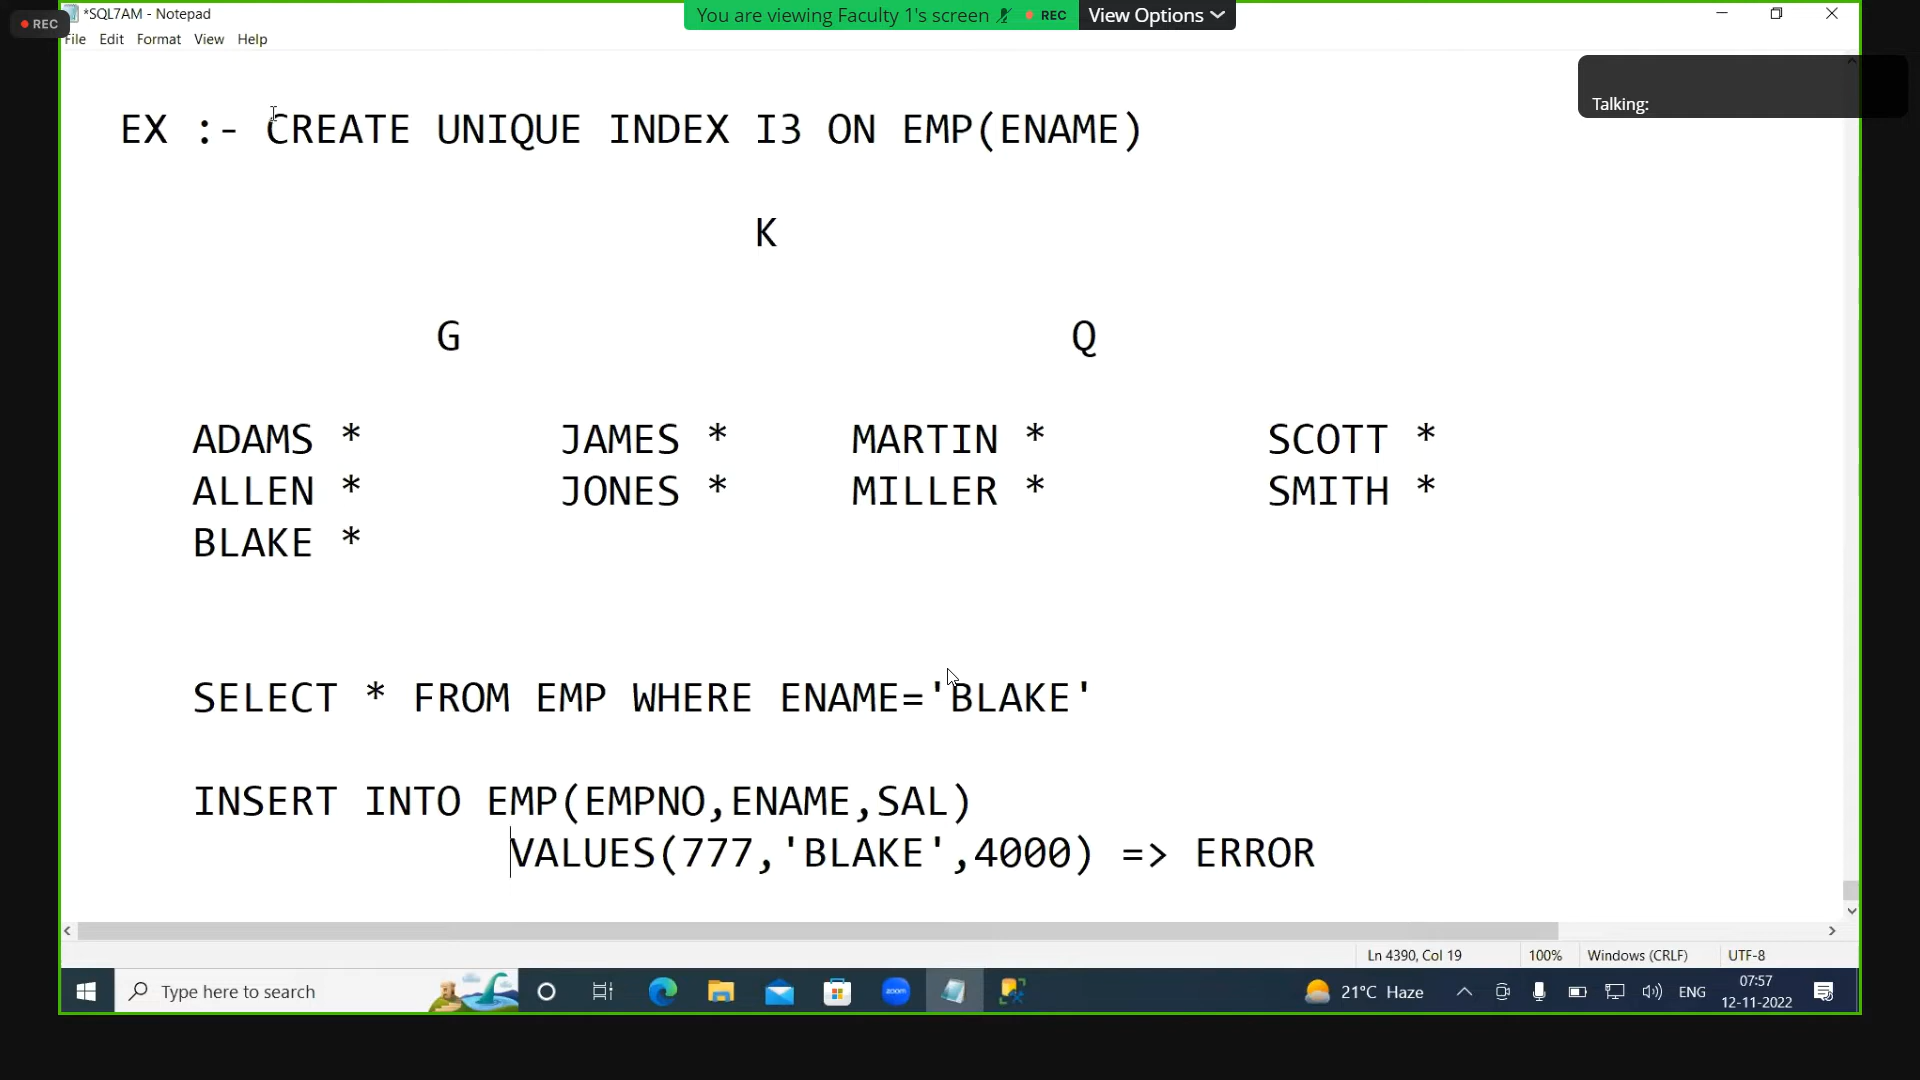 REC
*SQL7AM - Notepad
You are viewing Faculty 1's screen
REC
View Options
File Edit Format View Help
Talking:
EX :- CREATE UNIQUE INDEX I3 ON EMP(ENAME)
K
G Q
ADAMS * JAMES * MARTIN * SCOTT *
ALLEN * JONES * MILLER * SMITH *
BLAKE *
SELECT * FROM EMP WHERE ENAME='BLAKE'
INSERT INTO EMP(EMPNO,ENAME,SAL)
VALUES(777,'BLAKE',4000) => ERROR
Ln 4390, Col 19 100% Windows (CRLF) UTF-8
Type here to search
zoom
21°C Haze
ENG
07:57
12-11-2022